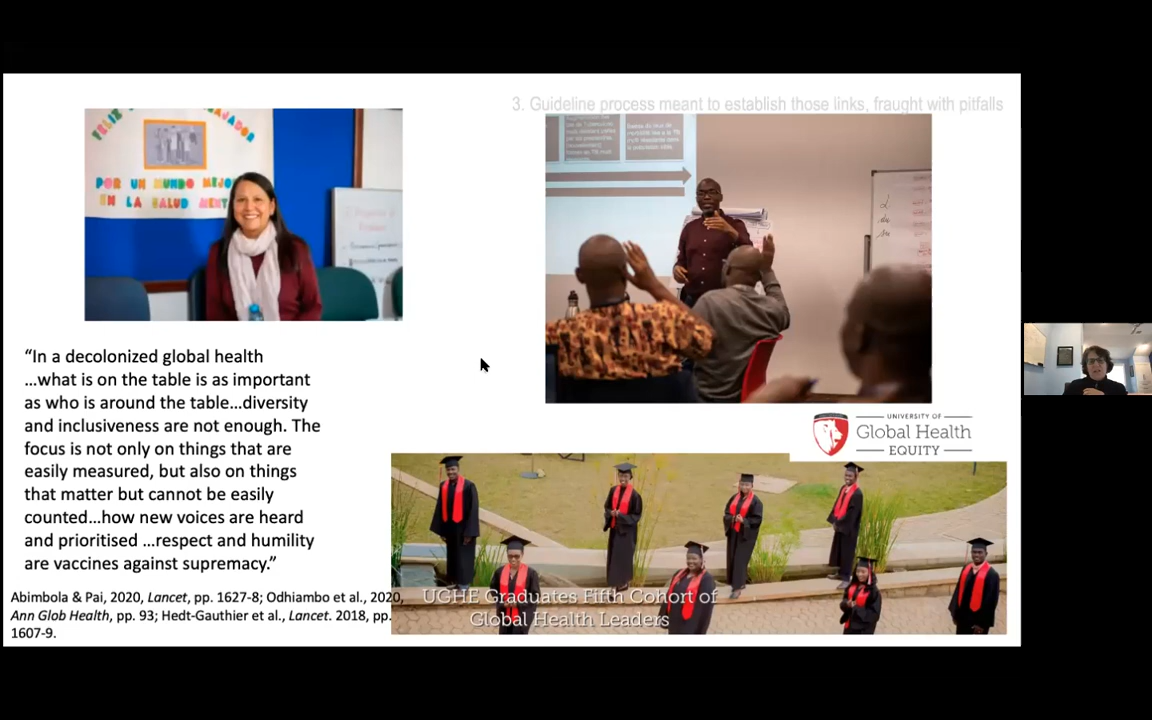 3. Guideline process meant to establish those links, fraught with pitfalls
FELIZ
AJADOR
POR UN MUNDO MEJO
EN LA SALUD MENT
“In a decolonized global health
…what is on the table is as important
as who is around the table…diversity
and inclusiveness are not enough. The
focus is not only on things that are
easily measured, but also on things
that matter but cannot be easily
counted…how new voices are heard
and prioritised …respect and humility
are vaccines against supremacy.”
Abimbola & Pai, 2020, Lancet, pp. 1627-8; Odhiambo et al., 2020,
Ann Glob Health, pp. 93; Hedt-Gauthier et al., Lancet. 2018, pp.
1607-9.
UNIVERSITY OF
Global Health
EQUITY
UGHE Graduates Fifth Cohort of
Global Health Leaders